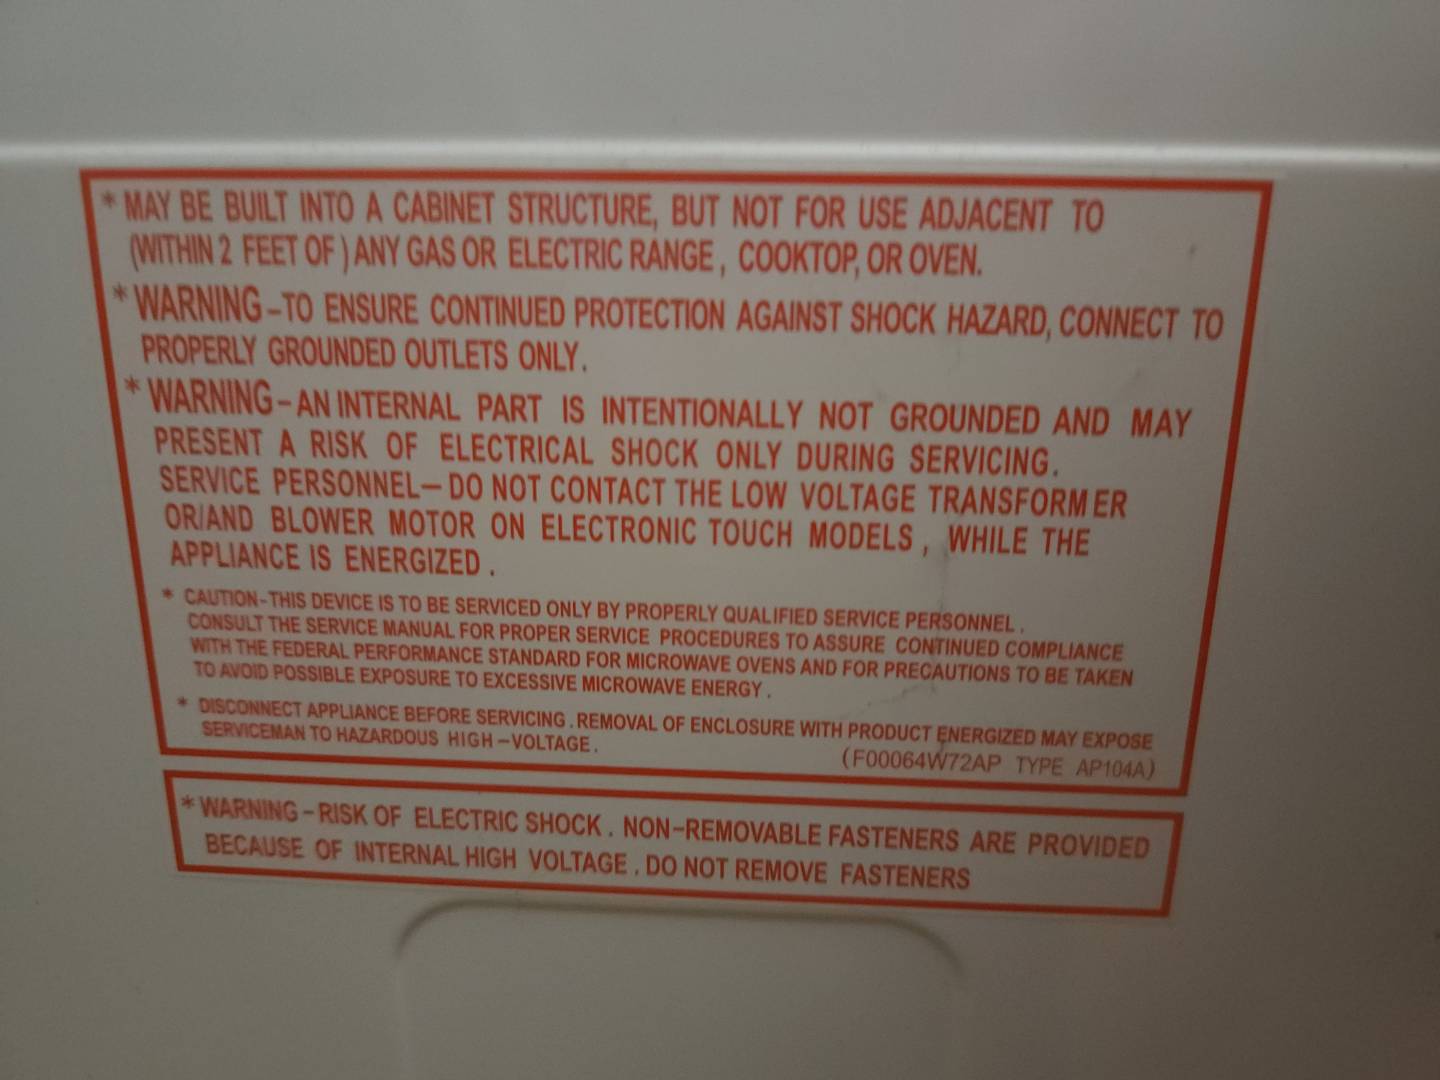 * MAY BE BUILT INTO A CABINET STRUCTURE, BUT NOT FOR USE ADJACENT TO
(WITHIN 2 FEET OF ) ANY GAS OR ELECTRIC RANGE , COOKTOP, OR OVEN.
* WARNING -TO ENSURE CONTINUED PROTECTION AGAINST SHOCK HAZARD, CONNECT TO
PROPERLY GROUNDED OUTLETS ONLY.
* WARNING - AN INTERNAL PART IS INTENTIONALLY NOT GROUNDED AND MAY
PRESENT A RISK OF ELECTRICAL SHOCK ONLY DURING SERVICING.
SERVICE PERSONNEL— DO NOT CONTACT THE LOW VOLTAGE TRANSFORMER
OR/AND BLOWER MOTOR ON ELECTRONIC TOUCH MODELS , WHILE THE
APPLIANCE IS ENERGIZED .
* CAUTION-THIS DEVICE IS TO BE SERVICED ONLY BY PROPERLY QUALIFIED SERVICE PERSONNEL .
CONSULT THE SERVICE MANUAL FOR PROPER SERVICE PROCEDURES TO ASSURE CONTINUED COMPLIANCE
WITH THE FEDERAL PERFORMANCE STANDARD FOR MICROWAVE OVENS AND FOR PRECAUTIONS TO BE TAKEN
TO AVOID POSSIBLE EXPOSURE TO EXCESSIVE MICROWAVE ENERGY .
* DISCONNECT APPLIANCE BEFORE SERVICING . REMOVAL OF ENCLOSURE WITH PRODUCT ENERGIZED MAY EXPOSE
SERVICEMAN TO HAZARDOUS HIGH-VOLTAGE .
(F00064W72AP TYPE AP104A)
* WARNING - RISK OF ELECTRIC SHOCK . NON-REMOVABLE FASTENERS ARE PROVIDED
BECAUSE OF INTERNAL HIGH VOLTAGE . DO NOT REMOVE FASTENERS